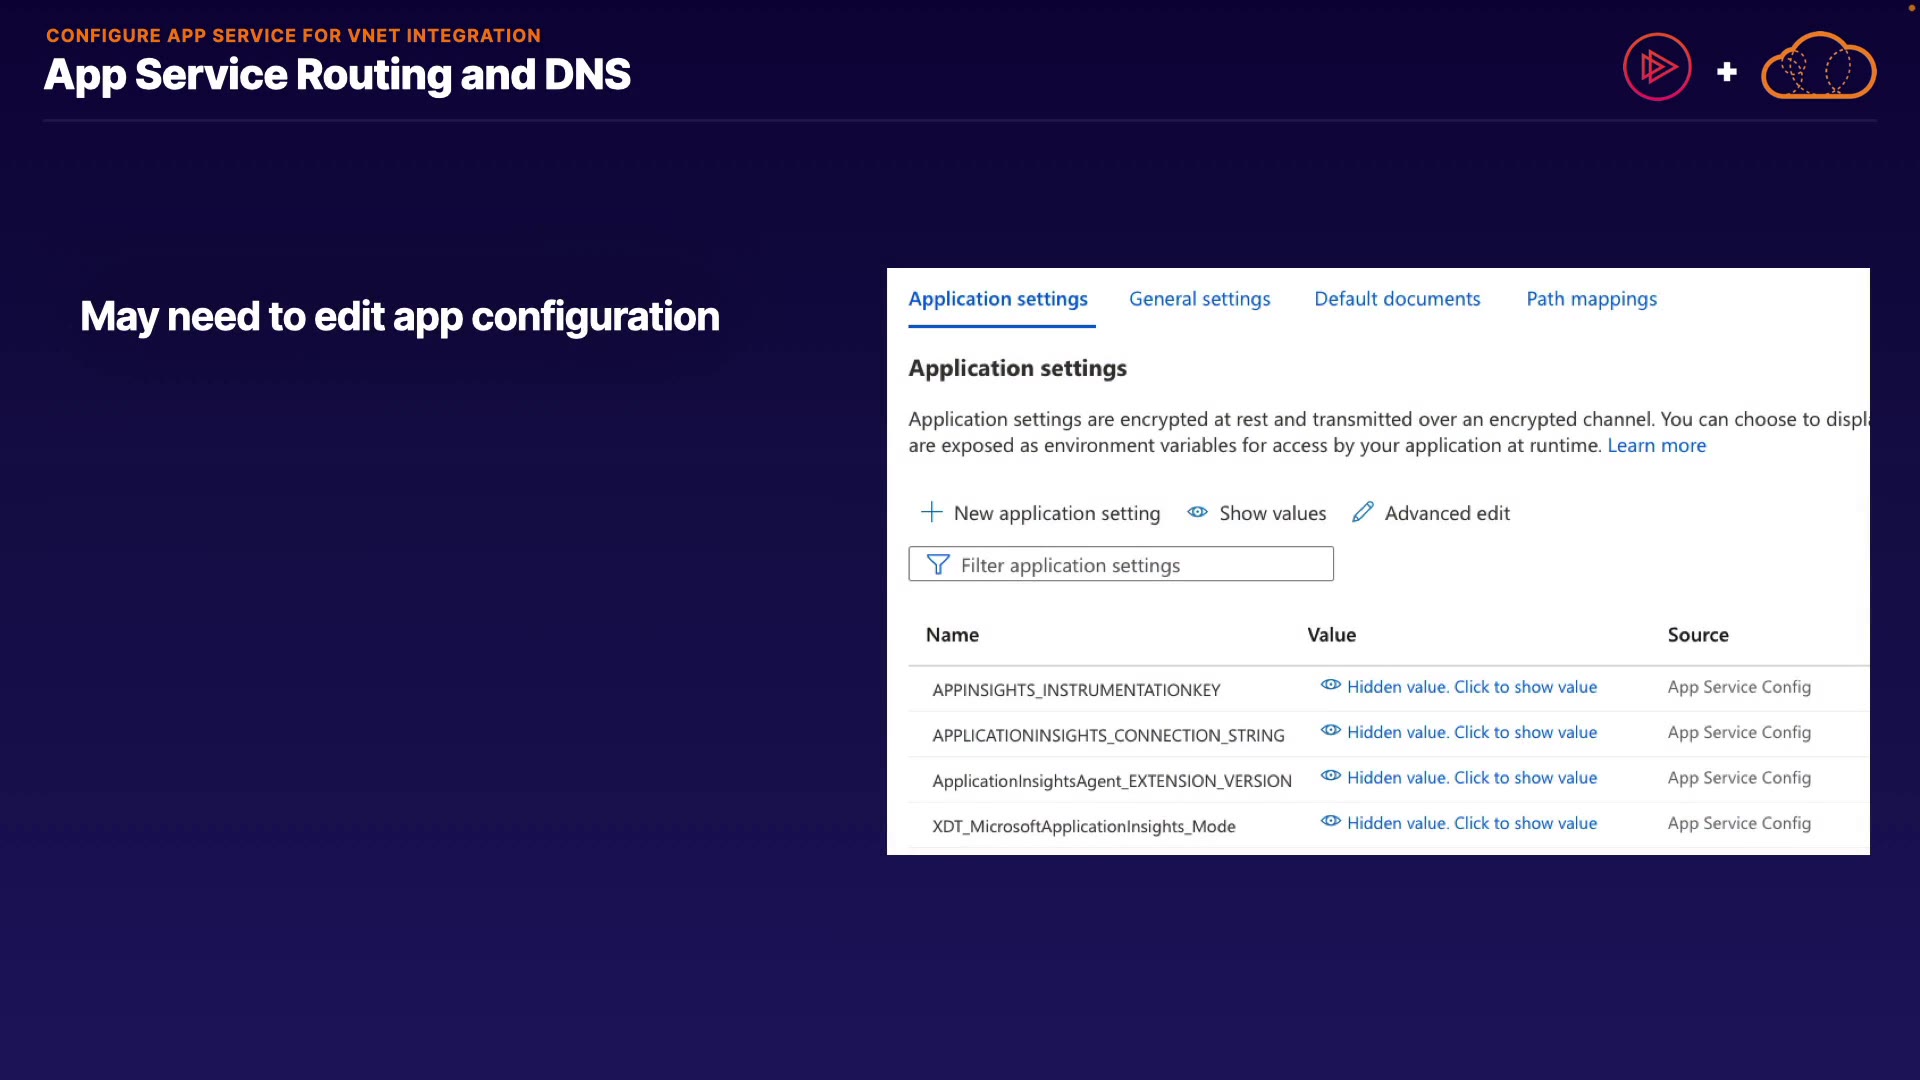 CONFIGURE APP SERVICE FOR VNET INTEGRATION
App Service Routing and DNS
May need to edit app configuration
Application settings
General settings
Default documents
Path mappings
Application settings
Application settings are encrypted at rest and transmitted over an encrypted channel. You can choose to displ
are exposed as environment variables for access by your application at runtime. Learn more
New application setting
Show values
Advanced edit
Filter application settings
Name Value Source
APPINSIGHTS_INSTRUMENTATIONKEY Hidden value. Click to show value App Service Config
APPLICATIONINSIGHTS_CONNECTION_STRING Hidden value. Click to show value App Service Config
ApplicationInsightsAgent_EXTENSION_VERSION Hidden value. Click to show value App Service Config
XDT_MicrosoftApplicationInsights_Mode Hidden value. Click to show value App Service Config